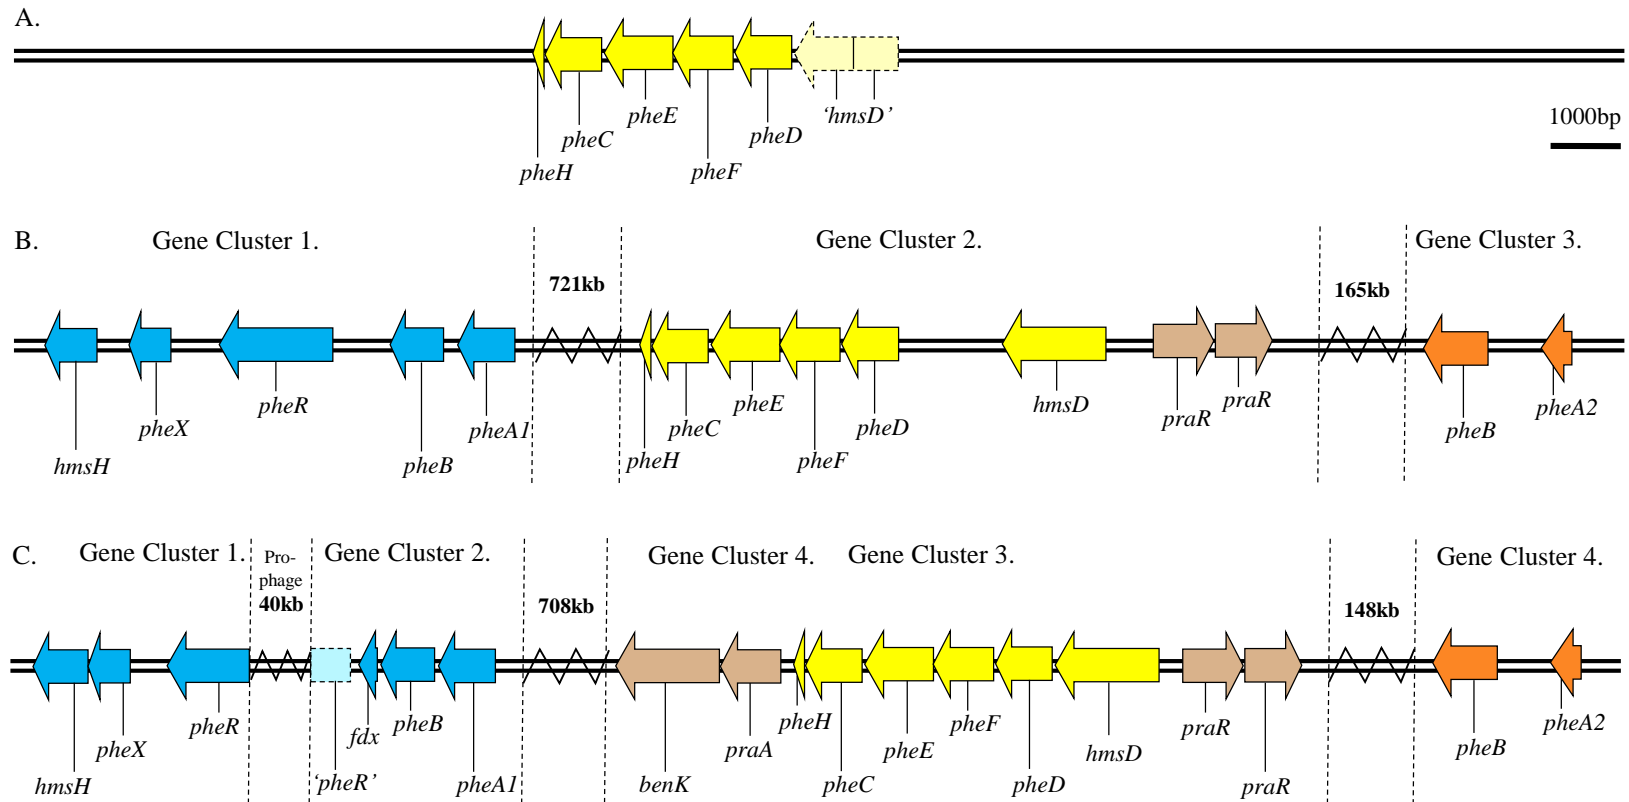 A.
pheH
pheC
pheE
pheF
pheD
‘hmsD’
1000bp
B.
Gene Cluster 1.
Gene Cluster 2.
Gene Cluster 3.
721kb
165kb
hmsH
pheX
pheR
pheB
pheA1
pheH
pheC
pheE
pheF
pheD
hmsD
praR
praR
pheB
pheA2
C.
Gene Cluster 1.
Pro-
phage
40kb
Gene Cluster 2.
708kb
Gene Cluster 4.
Gene Cluster 3.
148kb
Gene Cluster 4.
hmsH
pheX
pheR
‘pheR’
fdx
pheB
pheA1
benK
praA
pheH
pheC
pheE
pheF
pheD
hmsD
praR
praR
pheB
pheA2